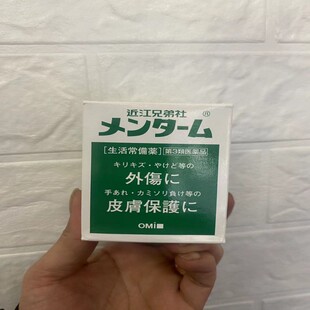 近江兄弟社
メンターム®
[生活常備薬] 第3類医薬品
キリキズ・やけど等の
外傷に
手あれ・カミソリ負け等の
皮膚保護に
OMI